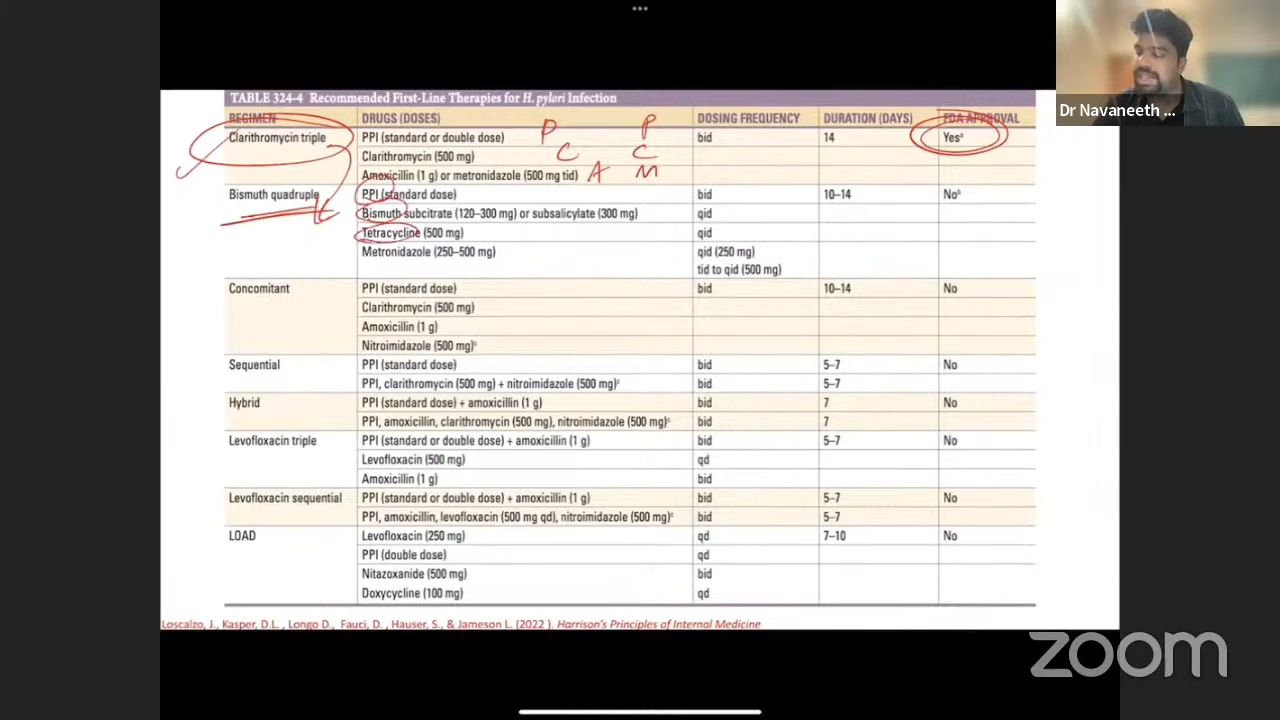 Dr Navaneeth ...
TABLE 324-4 Recommended First-Line Therapies for H. pylori Infection
REGIMEN DRUGS (DOSES) DOSING FREQUENCY DURATION (DAYS) FDA APPROVAL
P P
Clarithromycin triple PPI (standard or double dose) bid 14 Yesᵃ
Clarithromycin (500 mg) C C
Amoxicillin (1 g) or metronidazole (500 mg tid) A M
Bismuth quadruple PPI (standard dose) bid 10–14 Noᵇ
Bismuth subcitrate (120–300 mg) or subsalicylate (300 mg) qid
Tetracycline (500 mg) qid
Metronidazole (250–500 mg) qid (250 mg)
tid to qid (500 mg)
Concomitant PPI (standard dose) bid 10–14 No
Clarithromycin (500 mg)
Amoxicillin (1 g)
Nitroimidazole (500 mg)ᶜ
Sequential PPI (standard dose) bid 5–7 No
PPI, clarithromycin (500 mg) + nitroimidazole (500 mg)ᶜ bid 5–7
Hybrid PPI (standard dose) + amoxicillin (1 g) bid 7 No
PPI, amoxicillin, clarithromycin (500 mg), nitroimidazole (500 mg)ᶜ bid 7
Levofloxacin triple PPI (standard or double dose) + amoxicillin (1 g) bid 5–7 No
Levofloxacin (500 mg) qd
Amoxicillin (1 g) bid
Levofloxacin sequential PPI (standard or double dose) + amoxicillin (1 g) bid 5–7 No
PPI, amoxicillin, levofloxacin (500 mg qd), nitroimidazole (500 mg)ᶜ bid 5–7
LOAD Levofloxacin (250 mg) qd 7–10 No
PPI (double dose) qd
Nitazoxanide (500 mg) bid
Doxycycline (100 mg) qd
Loscalzo, J., Kasper, D.L. , Longo D., Fauci, D. , Hauser, S., & Jameson L. (2022 ). Harrison's Principles of Internal Medicine
zoom